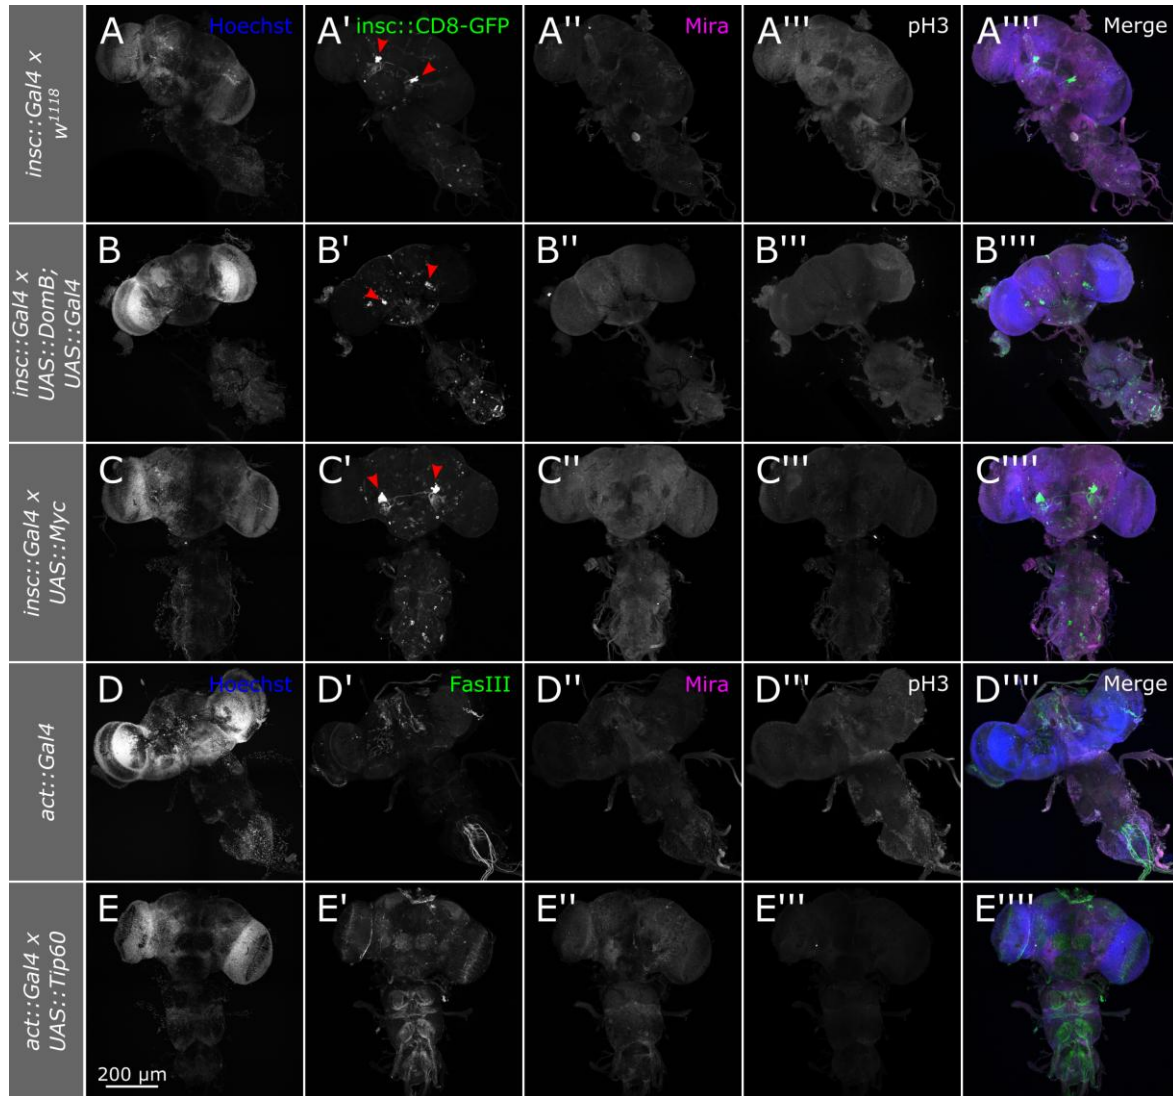 insc::Gal4 x
w1118
A Hoechst
A' insc::CD8-GFP
A'' Mira
A''' pH3
A'''' Merge
insc::Gal4 x
UAS::DomB;
UAS::Gal4
B
B'
B''
B'''
B''''
insc::Gal4 x
UAS::Myc
C
C'
C''
C'''
C''''
act::Gal4
D Hoechst
D' FasIII
D'' Mira
D''' pH3
D'''' Merge
act::Gal4 x
UAS::Tip60
E
E'
E''
E'''
E''''
200 µm